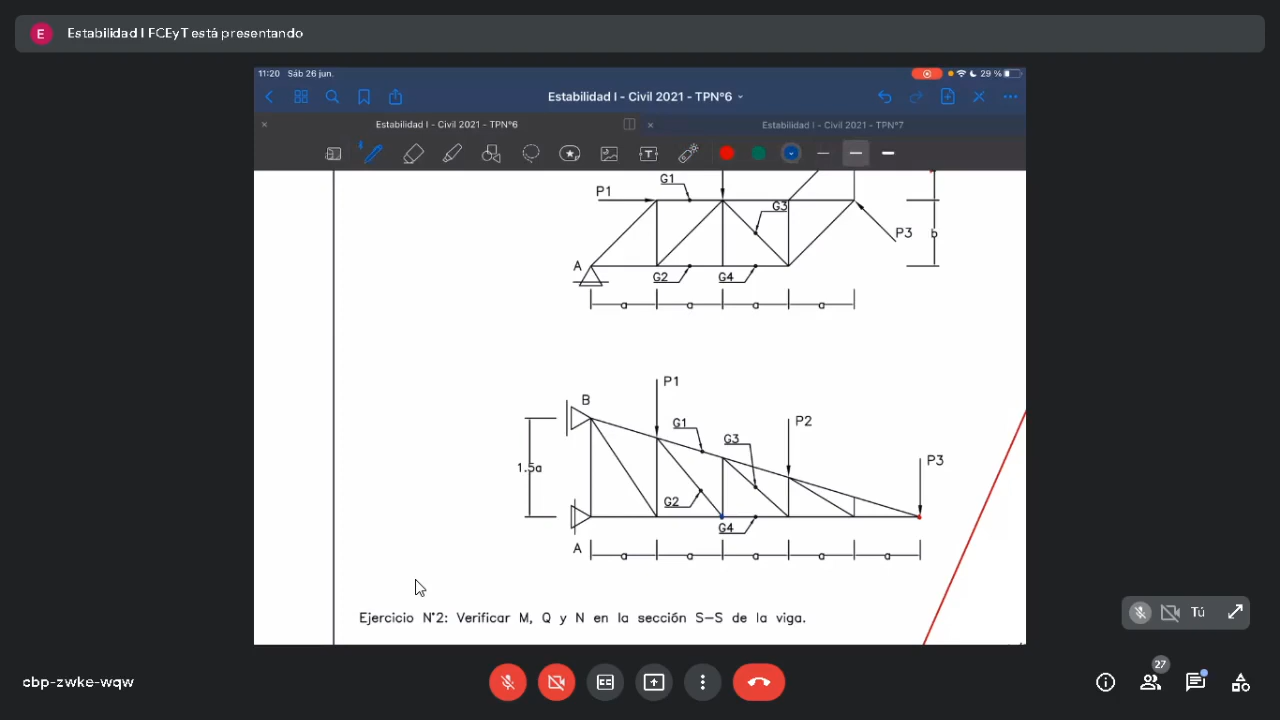 E Estabilidad I FCEyT está presentando
11:20 Sáb 26 jun. 29 %
Estabilidad I - Civil 2021 - TPN°6
Estabilidad I - Civil 2021 - TPN°6
Estabilidad I - Civil 2021 - TPN°7
G1
P1
G3
P3
b
A
G2
G4
a a a a
P1
B
G1
P2
G3
P3
1.5a
G2
G4
A
a a a a a
Ejercicio N°2: Verificar M, Q y N en la sección S-S de la viga.
Tú
27
cbp-zwke-wqw